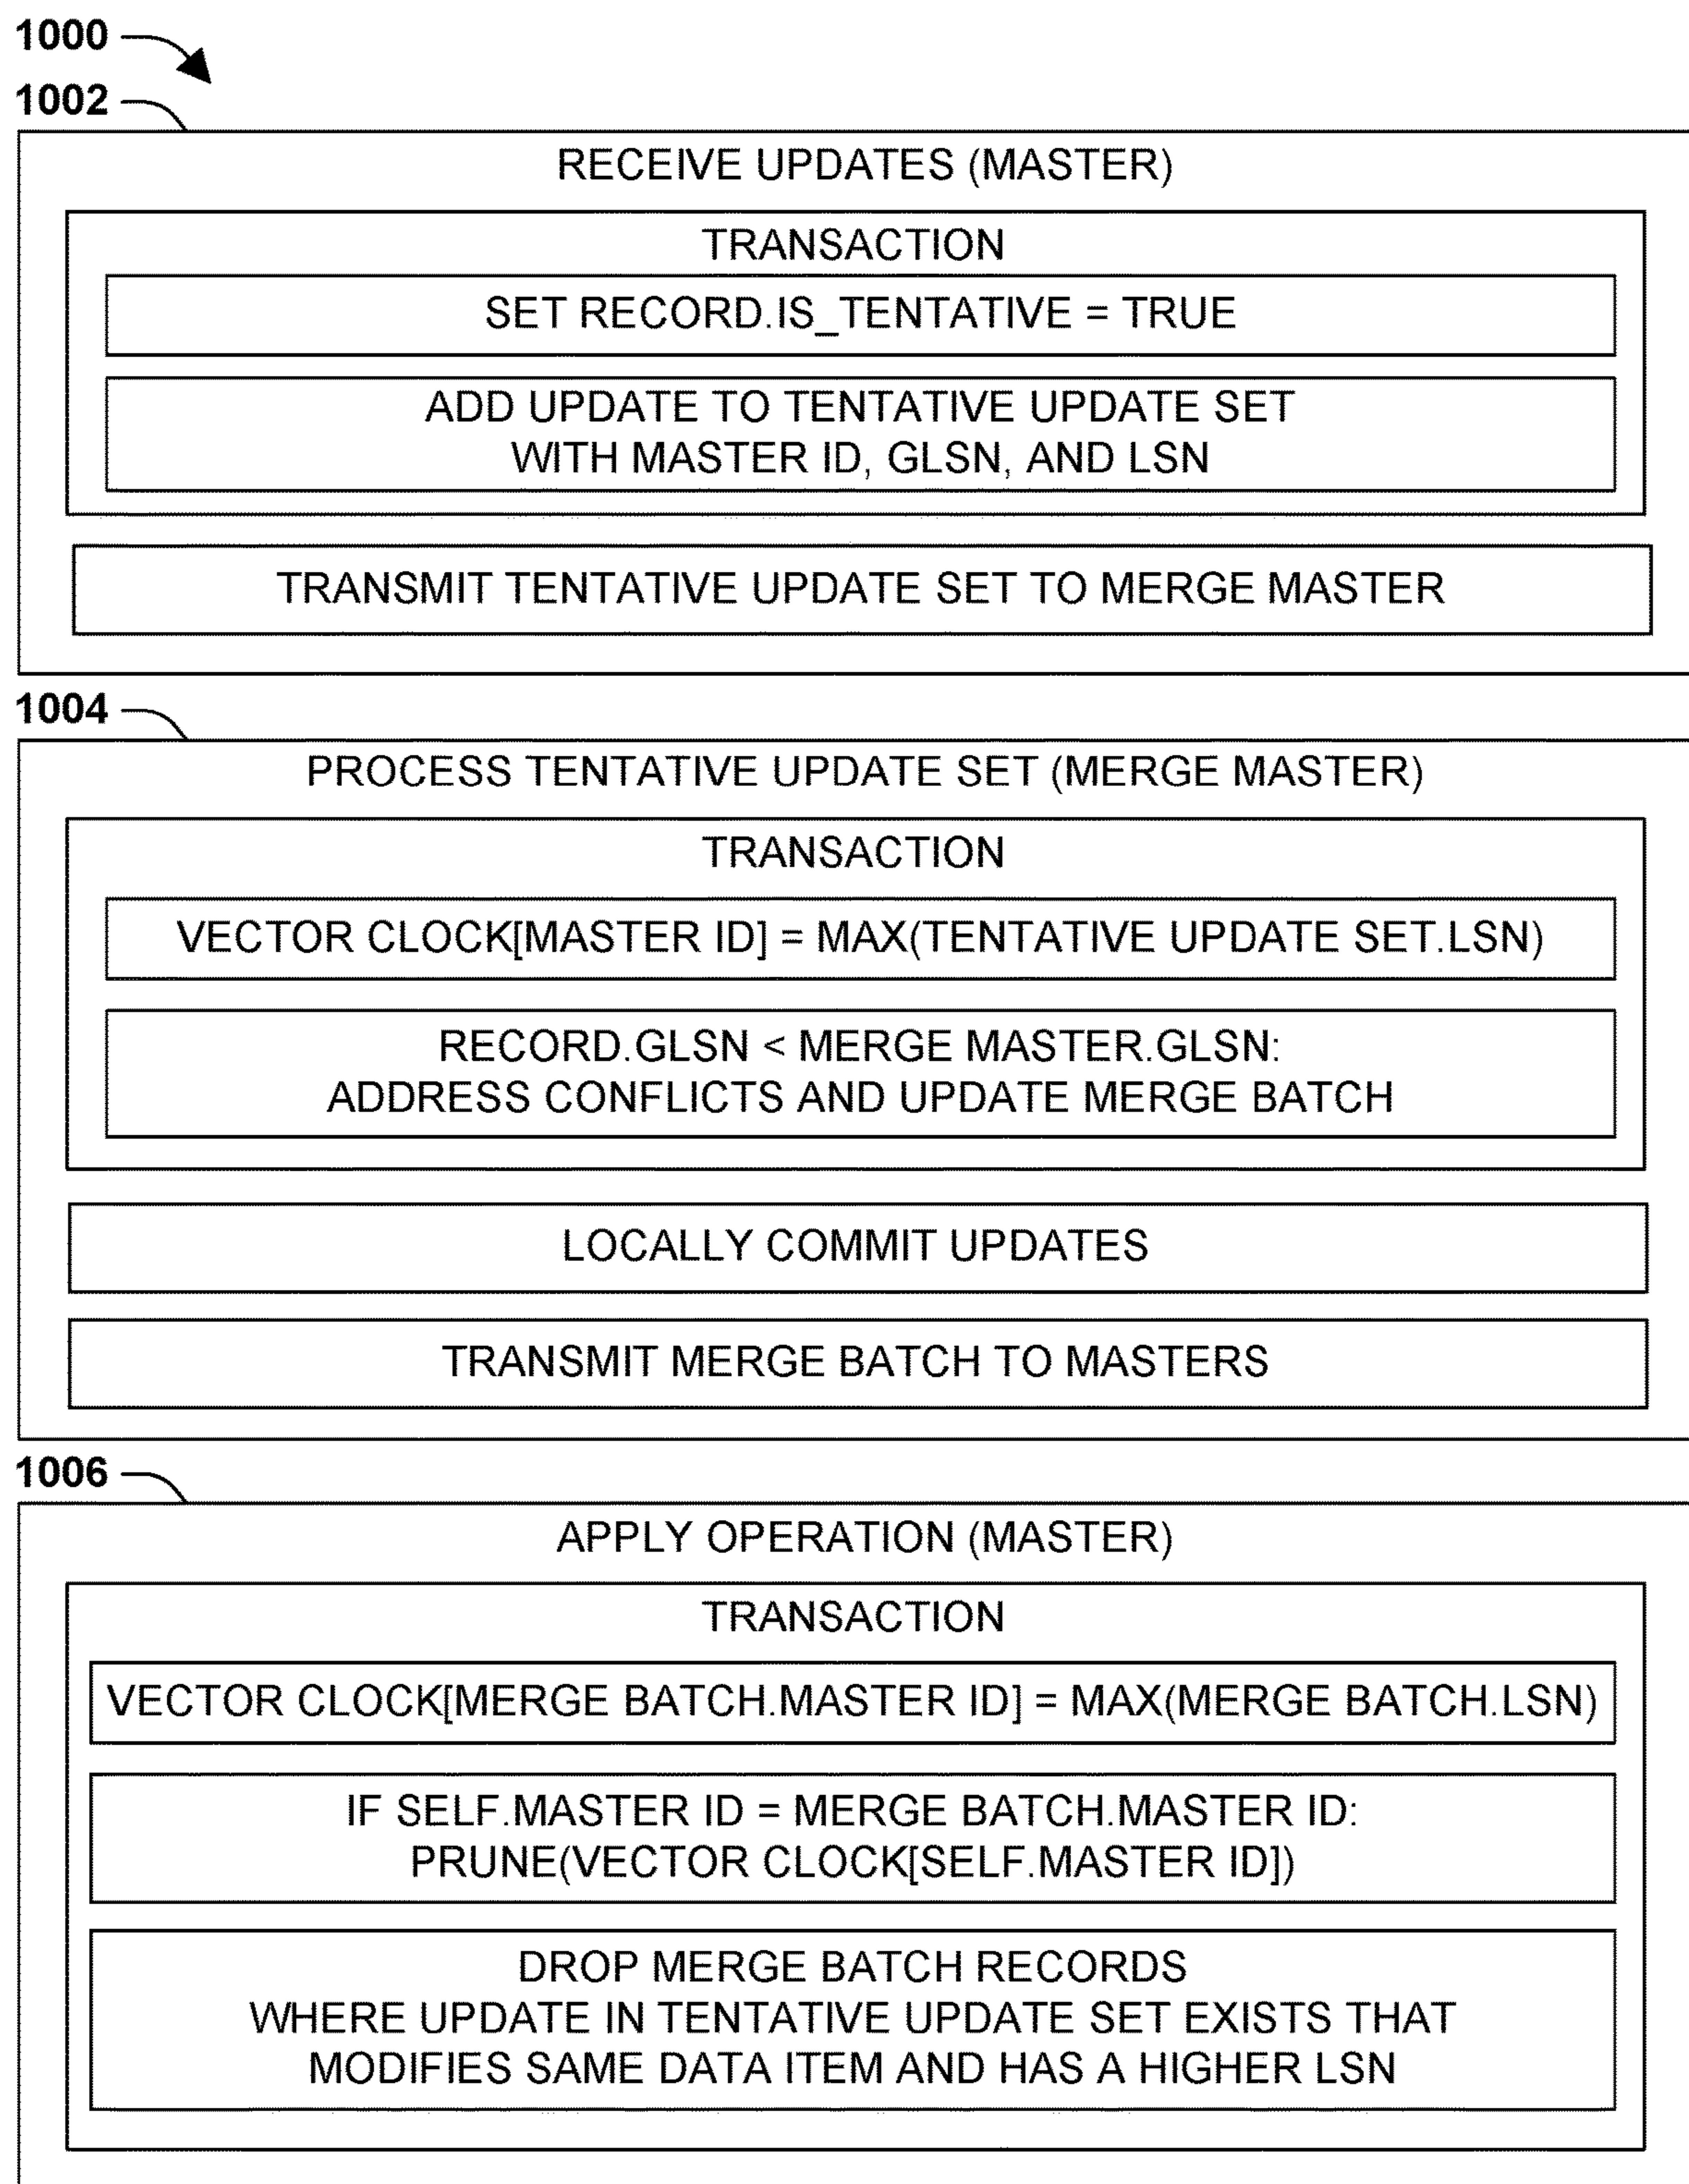 1000
1002
RECEIVE UPDATES (MASTER)
TRANSACTION
SET RECORD.IS_TENTATIVE = TRUE
ADD UPDATE TO TENTATIVE UPDATE SET
WITH MASTER ID, GLSN, AND LSN
TRANSMIT TENTATIVE UPDATE SET TO MERGE MASTER
1004
PROCESS TENTATIVE UPDATE SET (MERGE MASTER)
TRANSACTION
VECTOR CLOCK[MASTER ID] = MAX(TENTATIVE UPDATE SET.LSN)
RECORD.GLSN < MERGE MASTER.GLSN:
ADDRESS CONFLICTS AND UPDATE MERGE BATCH
LOCALLY COMMIT UPDATES
TRANSMIT MERGE BATCH TO MASTERS
1006
APPLY OPERATION (MASTER)
TRANSACTION
VECTOR CLOCK[MERGE BATCH.MASTER ID] = MAX(MERGE BATCH.LSN)
IF SELF.MASTER ID = MERGE BATCH.MASTER ID:
PRUNE(VECTOR CLOCK[SELF.MASTER ID])
DROP MERGE BATCH RECORDS
WHERE UPDATE IN TENTATIVE UPDATE SET EXISTS THAT
MODIFIES SAME DATA ITEM AND HAS A HIGHER LSN